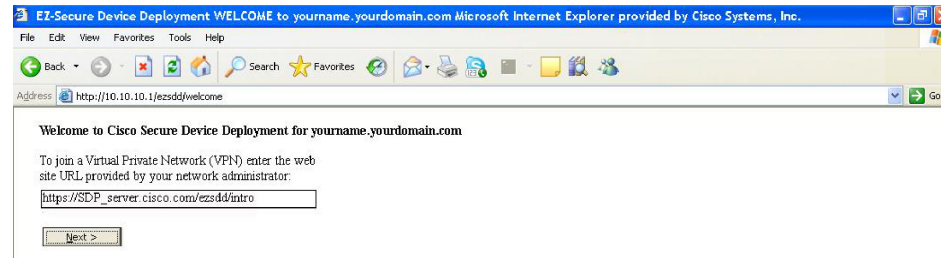 EZ-Secure Device Deployment WELCOME to yourname.yourdomain.com Microsoft Internet Explorer provided by Cisco Systems, Inc.
File Edit View Favorites Tools Help
Back Search Favorites
Address http://10.10.10.1/ezsdd/welcome Go
Welcome to Cisco Secure Device Deployment for yourname.yourdomain.com
To join a Virtual Private Network (VPN) enter the web
site URL provided by your network administrator:
https://SDP_server.cisco.com/ezsdd/intro
Next >